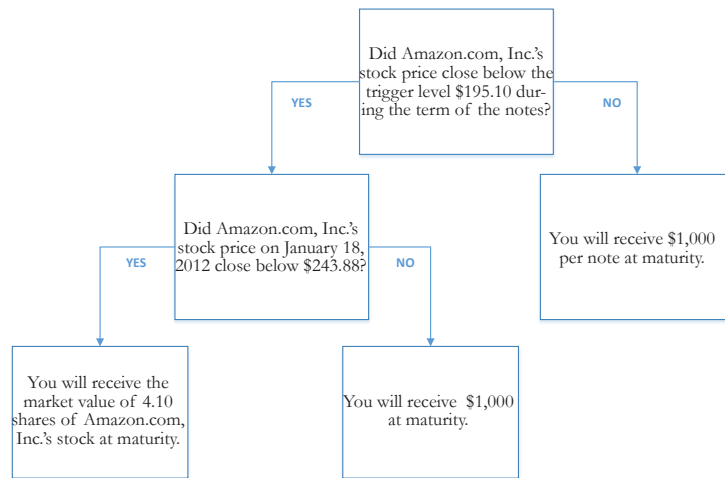 Did Amazon.com, Inc.'s
stock price close below the
trigger level $195.10 dur-
ing the term of the notes?
YES
NO
Did Amazon.com, Inc.'s
stock price on January 18,
2012 close below $243.88?
You will receive $1,000
per note at maturity.
YES
NO
You will receive the
market value of 4.10
shares of Amazon.com,
Inc.'s stock at maturity.
You will receive $1,000
at maturity.